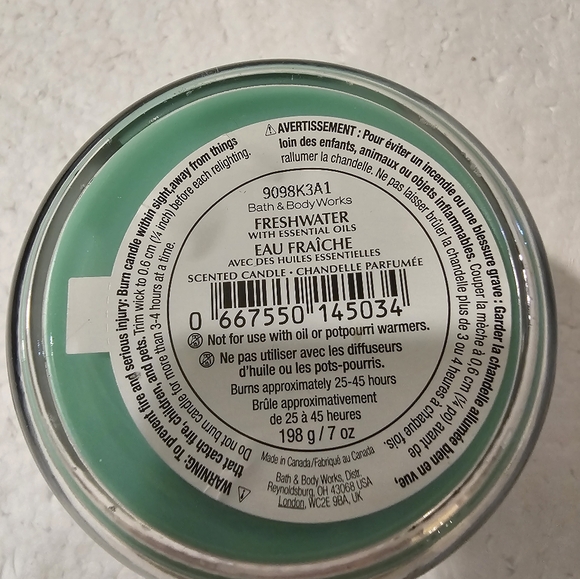 WARNING: To prevent fire and serious injury: Burn candle within sight, away from things
that catch fire, children, and pets. Trim wick to 0.6 cm (¼ inch) before each relighting.
Do not burn candle for more than 3-4 hours at a time.
AVERTISSEMENT : Pour éviter un incendie ou une blessure grave : Garder la chandelle allumée bien en vue,
loin des enfants, animaux ou objets inflammables. Couper la mèche à 0,6 cm (¼ po) avant de
rallumer la chandelle. Ne pas laisser brûler la chandelle plus de 3 ou 4 heures à chaque fois.
9098K3A1
Bath & Body Works
FRESHWATER
WITH ESSENTIAL OILS
EAU FRAÎCHE
AVEC DES HUILES ESSENTIELLES
SCENTED CANDLE • CHANDELLE PARFUMÉE
0 667550 145034
Not for use with oil or potpourri warmers.
Ne pas utiliser avec les diffuseurs
d'huile ou les pots-pourris.
Burns approximately 25-45 hours
Brûle approximativement
de 25 à 45 heures
198 g / 7 oz
Made in Canada/Fabriqué au Canada
Bath & Body Works, Distr.
Reynoldsburg, OH 43068 USA
London, WC2E 9BA, UK